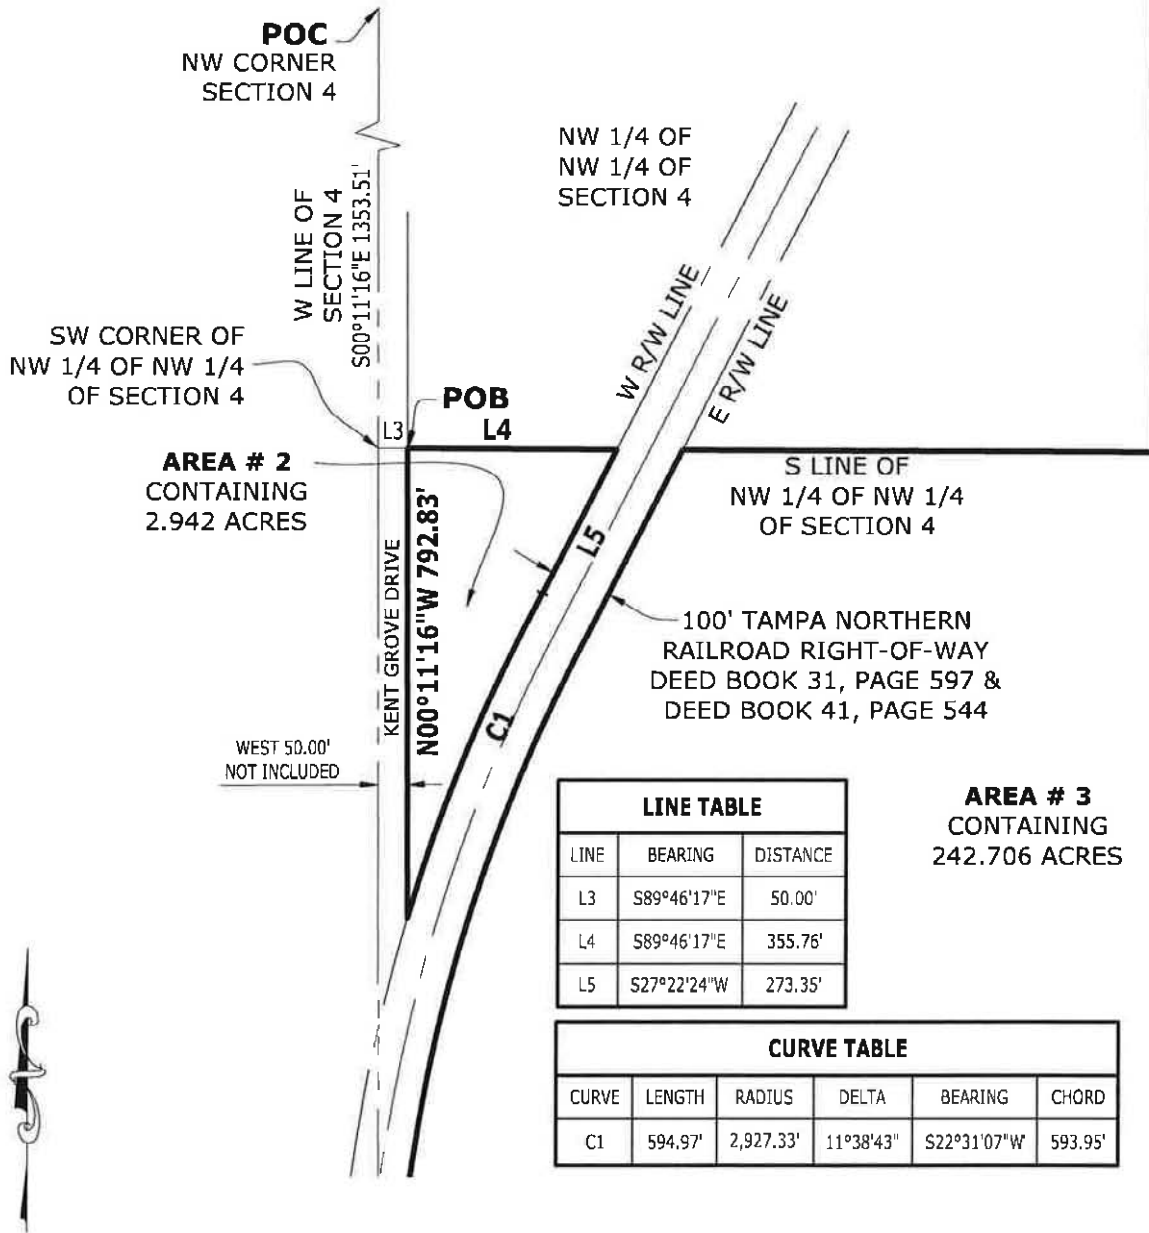 POC
NW CORNER
SECTION 4
NW 1/4 OF
NW 1/4 OF
SECTION 4
W LINE OF
SECTION 4
S00°11'16"E 1353.51'
SW CORNER OF
NW 1/4 OF NW 1/4
OF SECTION 4
W R/W LINE
E R/W LINE
POB
L3
L4
AREA # 2
CONTAINING
2.942 ACRES
S LINE OF
NW 1/4 OF NW 1/4
OF SECTION 4
KENT GROVE DRIVE
N00°11'16"W 792.83'
L5
100' TAMPA NORTHERN
RAILROAD RIGHT-OF-WAY
DEED BOOK 31, PAGE 597 &
DEED BOOK 41, PAGE 544
C1
WEST 50.00'
NOT INCLUDED
AREA # 3
CONTAINING
242.706 ACRES
LINE TABLE
LINE BEARING DISTANCE
L3 S89°46'17"E 50.00'
L4 S89°46'17"E 355.76'
L5 S27°22'24"W 273.35'
CURVE TABLE
CURVE LENGTH RADIUS DELTA BEARING CHORD
C1 594.97' 2,927.33' 11°38'43" S22°31'07"W 593.95'